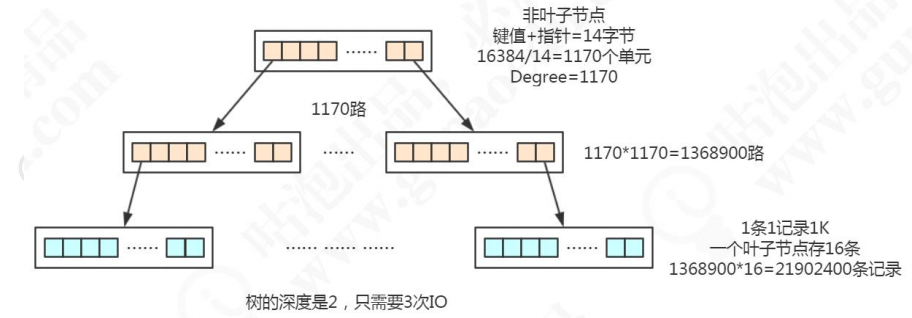 非叶子节点
键值+指针=14字节
16384/14=1170个单元
Degree=1170
1170路
1170*1170=1368900路
1条1记录1K
一个叶子节点存16条
1368900*16=21902400条记录
树的深度是2，只需要3次IO